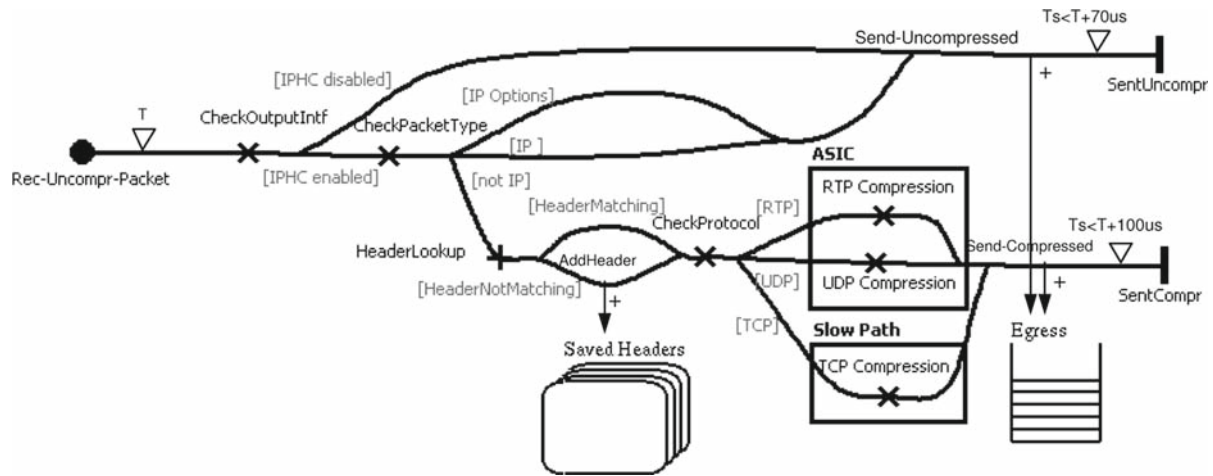 Ts<T+70us
Send-Uncompressed
+
SentUncompr
[IPHC disabled]
[IP Options]
T
CheckOutputIntf
CheckPacketType
[IP ]
Rec-Uncompr-Packet
[IPHC enabled]
[not IP]
ASIC
RTP Compression
[HeaderMatching]
[RTP]
CheckProtocol
Ts<T+100us
HeaderLookup
AddHeader
Send-Compressed
[HeaderNotMatching]
+
[UDP]
UDP Compression
+
SentCompr
[TCP]
Slow Path
Egress
Saved Headers
TCP Compression